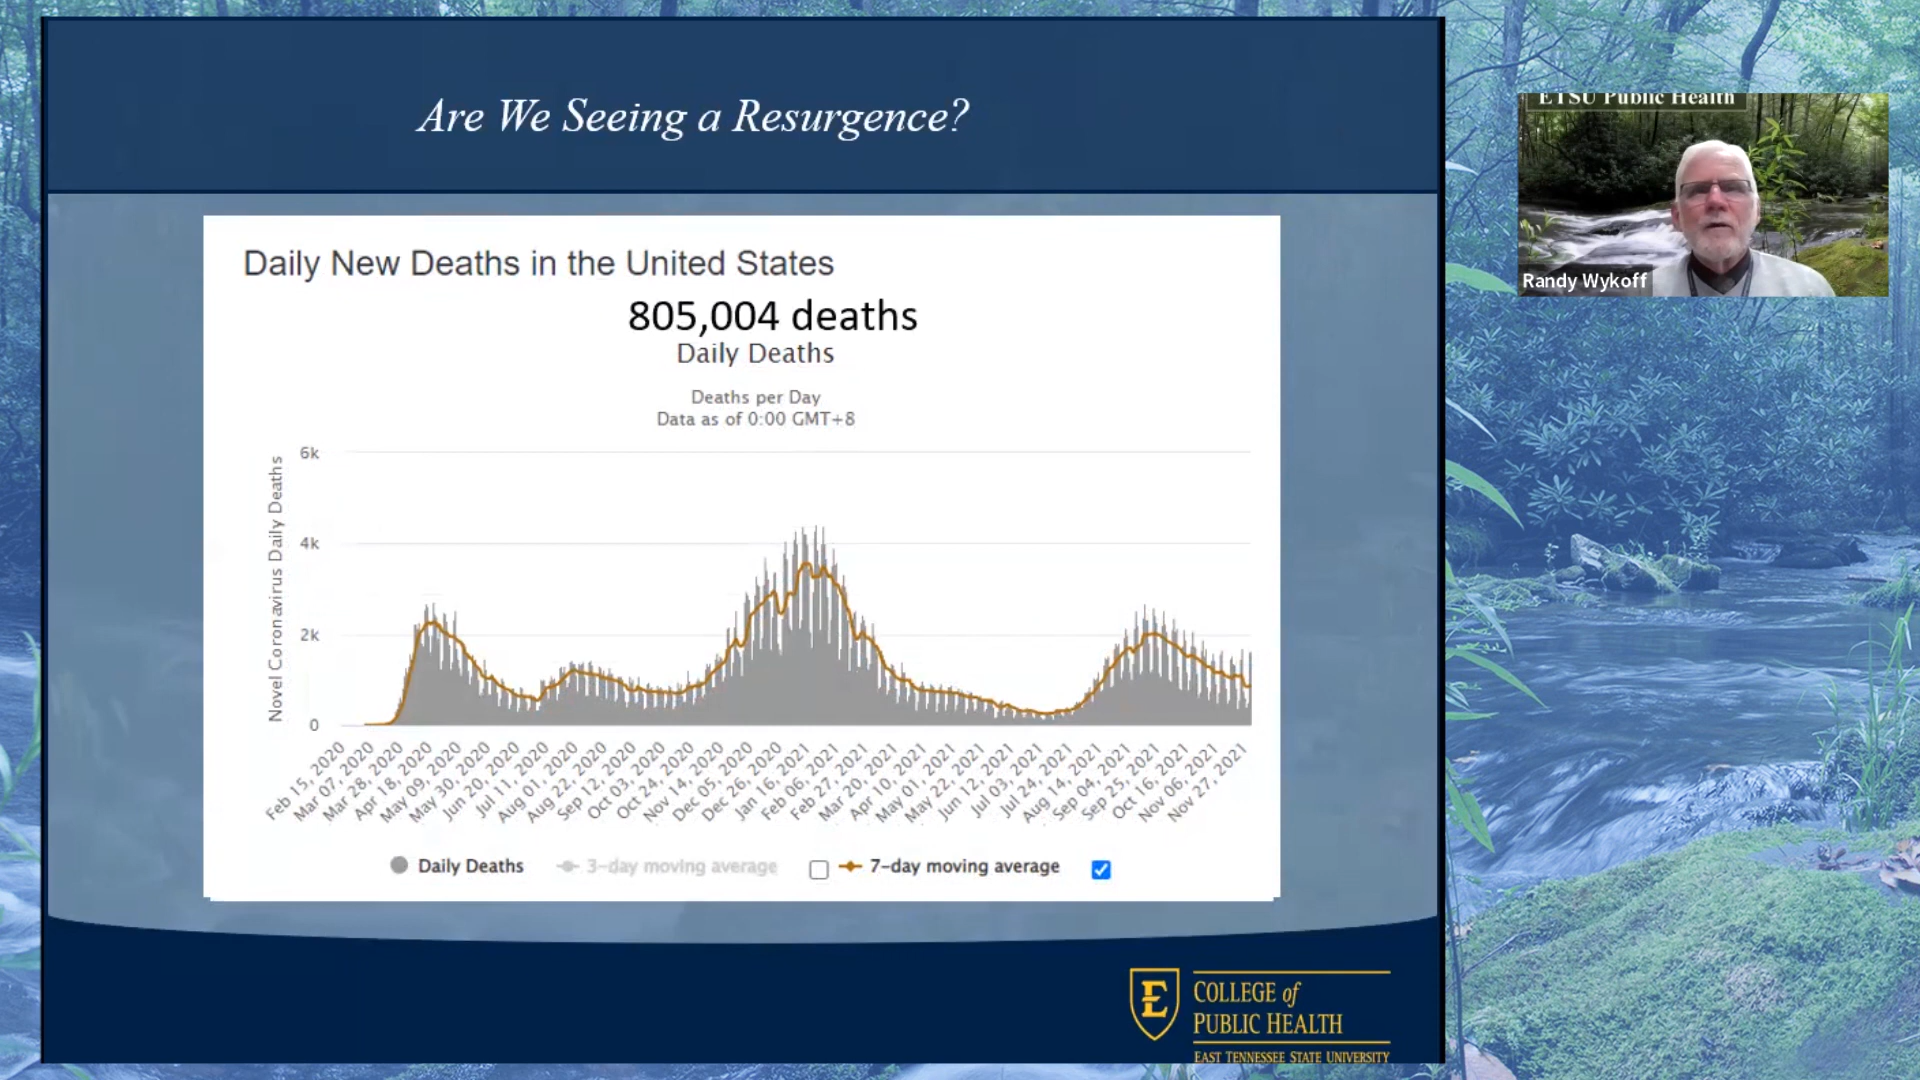 Are We Seeing a Resurgence?
Daily New Deaths in the United States
805,004 deaths
Daily Deaths
Deaths per Day
Data as of 0:00 GMT+8
Novel Coronavirus Daily Deaths
6k
4k
2k
0
Feb 15, 2020
Mar 07, 2020
Mar 28, 2020
Apr 18, 2020
May 09, 2020
May 30, 2020
Jun 20, 2020
Jul 11, 2020
Aug 01, 2020
Aug 22, 2020
Sep 12, 2020
Oct 03, 2020
Oct 24, 2020
Nov 14, 2020
Dec 05, 2020
Dec 26, 2020
Jan 16, 2021
Feb 06, 2021
Feb 27, 2021
Mar 20, 2021
Apr 10, 2021
May 01, 2021
May 22, 2021
Jun 12, 2021
Jul 03, 2021
Jul 24, 2021
Aug 14, 2021
Sep 04, 2021
Sep 25, 2021
Oct 16, 2021
Nov 06, 2021
Nov 27, 2021
Daily Deaths
3-day moving average
7-day moving average
E
COLLEGE of
PUBLIC HEALTH
EAST TENNESSEE STATE UNIVERSITY
ETSU Public Health
Randy Wykoff